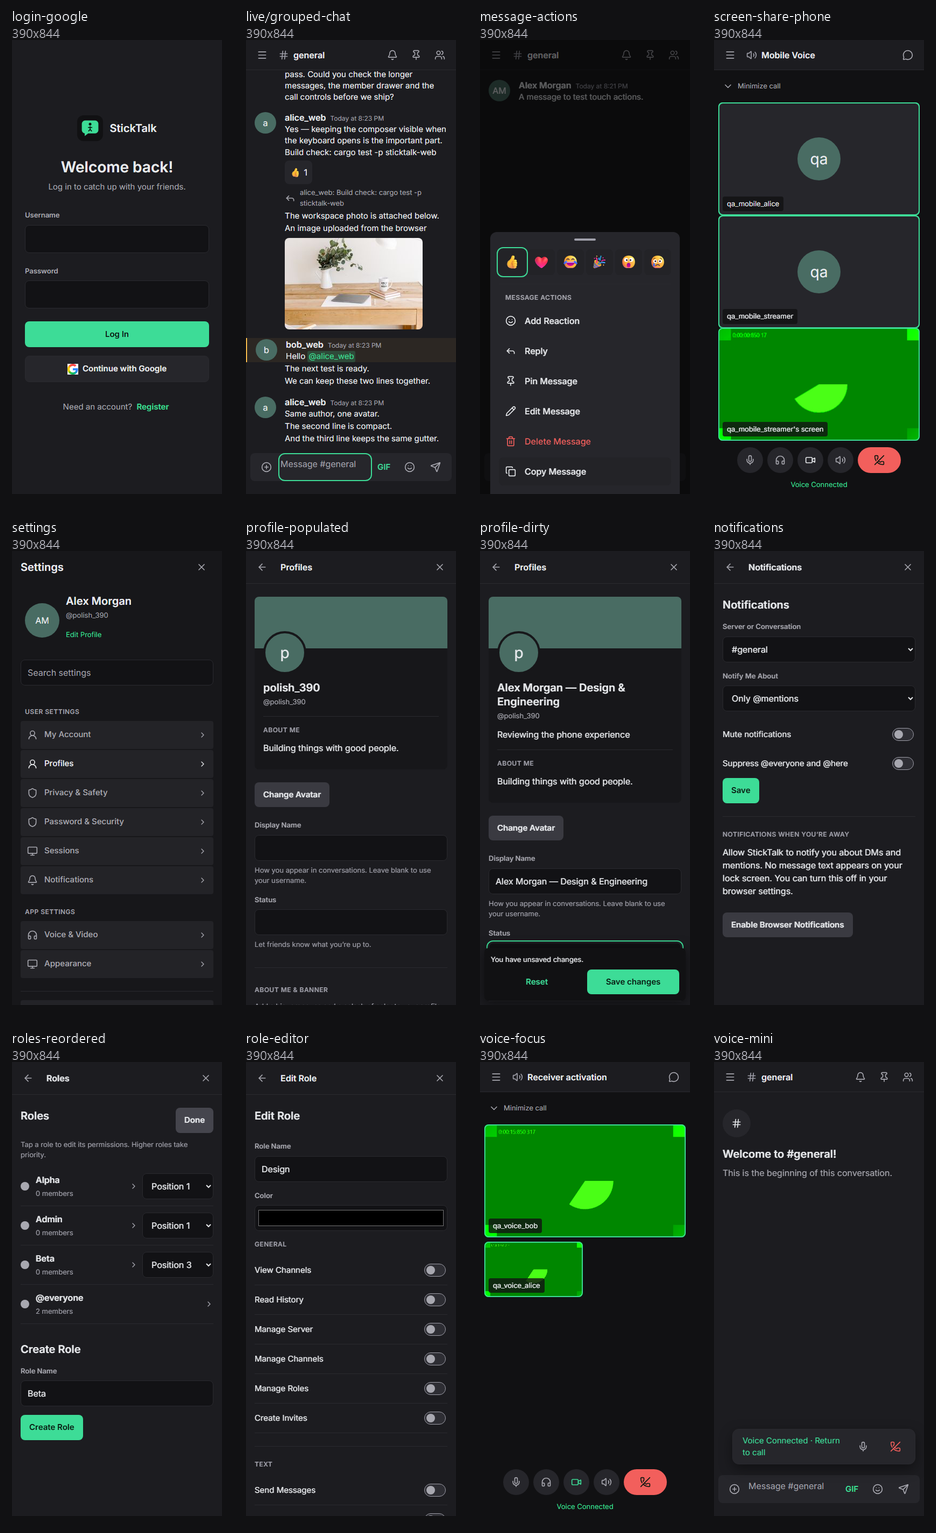 login-google
390x844
StickTalk
Welcome back!
Log in to catch up with your friends.
Username
Password
Log In
Continue with Google
Need an account? Register
live/grouped-chat
390x844
# general
pass. Could you check the longer
messages, the member drawer and the
call controls before we ship?
a
alice_web Today at 8:23 PM
Yes — keeping the composer visible when
the keyboard opens is the important part.
Build check: cargo test -p sticktalk-web
👍 1
alice_web: Build check: cargo test -p
sticktalk-web
The workspace photo is attached below.
An image uploaded from the browser
b
bob_web Today at 8:23 PM
Hello @alice_web
The next test is ready.
We can keep these two lines together.
a
alice_web Today at 8:23 PM
Same author, one avatar.
The second line is compact.
And the third line keeps the same gutter.
Message #general
GIF
message-actions
390x844
# general
AM
Alex Morgan Today at 8:21 PM
A message to test touch actions.
MESSAGE ACTIONS
Add Reaction
Reply
Pin Message
Edit Message
Delete Message
Copy Message
screen-share-phone
390x844
Mobile Voice
Minimize call
qa
qa_mobile_alice
qa
qa_mobile_streamer
qa_mobile_streamer's screen
Voice Connected
settings
390x844
Settings
AM
Alex Morgan
@polish_390
Edit Profile
Search settings
USER SETTINGS
My Account
Profiles
Privacy & Safety
Password & Security
Sessions
Notifications
APP SETTINGS
Voice & Video
Appearance
profile-populated
390x844
Profiles
p
polish_390
@polish_390
ABOUT ME
Building things with good people.
Change Avatar
Display Name
How you appear in conversations. Leave blank to use
your username.
Status
Let friends know what you're up to.
ABOUT ME & BANNER
profile-dirty
390x844
Profiles
p
Alex Morgan — Design &
Engineering
@polish_390
Reviewing the phone experience
ABOUT ME
Building things with good people.
Change Avatar
Display Name
Alex Morgan — Design & Engineering
How you appear in conversations. Leave blank to use
your username.
Status
You have unsaved changes.
Reset
Save changes
notifications
390x844
Notifications
Notifications
Server or Conversation
#general
Notify Me About
Only @mentions
Mute notifications
Suppress @everyone and @here
Save
NOTIFICATIONS WHEN YOU'RE AWAY
Allow StickTalk to notify you about DMs and
mentions. No message text appears on your
lock screen. You can turn this off in your
browser settings.
Enable Browser Notifications
roles-reordered
390x844
Roles
Roles
Done
Tap a role to edit its permissions. Higher roles take
priority.
Alpha
0 members
Position 1
Admin
0 members
Position 1
Beta
0 members
Position 3
@everyone
2 members
Create Role
Role Name
Beta
Create Role
role-editor
390x844
Edit Role
Edit Role
Role Name
Design
Color
GENERAL
View Channels
Read History
Manage Server
Manage Channels
Manage Roles
Create Invites
TEXT
Send Messages
voice-focus
390x844
Receiver activation
Minimize call
qa_voice_bob
qa_voice_alice
Voice Connected
voice-mini
390x844
# general
#
Welcome to #general!
This is the beginning of this conversation.
Voice Connected · Return
to call
Message #general
GIF